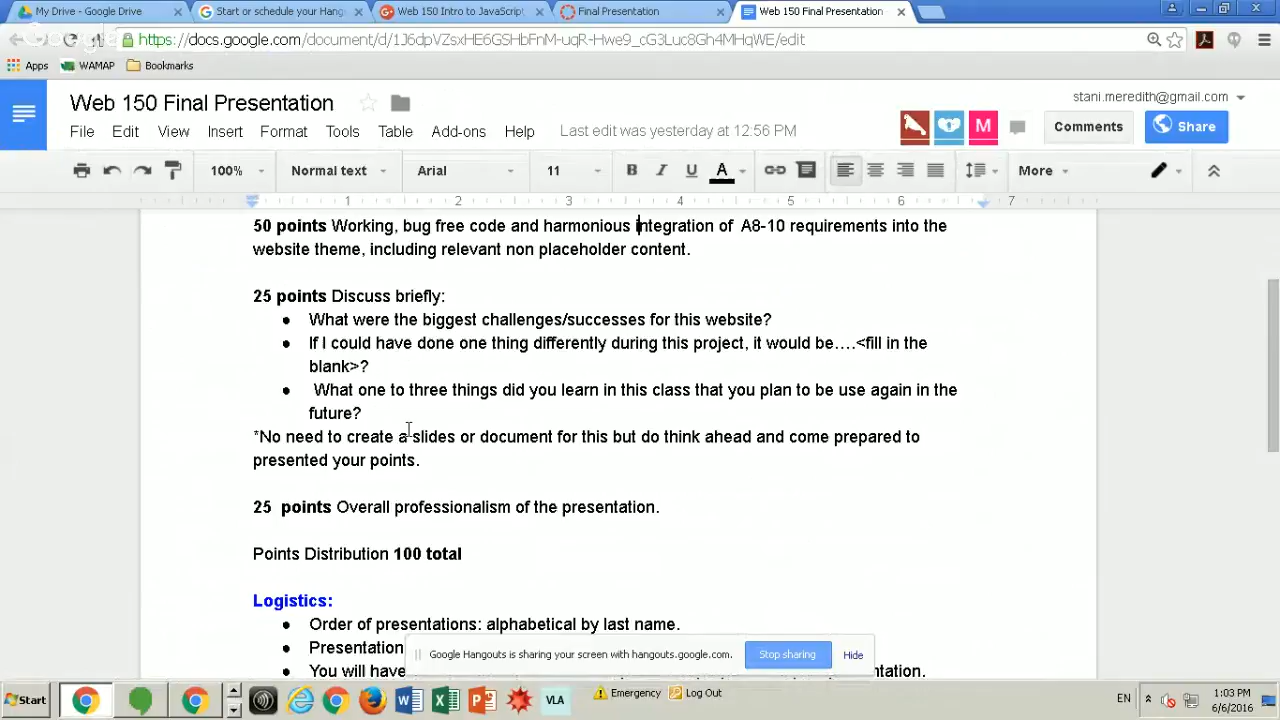 My Drive - Google Drive
Start or schedule your Hang
Web 150 Intro to JavaScript
Final Presentation
Web 150 Final Presentation
https://docs.google.com/document/d/1J6dpVZsxHE6GSHbFnM-uqR-Hwe9_cG3Luc8Gh4MHqWE/edit
Apps WAMAP Bookmarks
Web 150 Final Presentation
stani.meredith@gmail.com
File Edit View Insert Format Tools Table Add-ons Help Last edit was yesterday at 12:56 PM
M
Comments
Share
100% Normal text Arial 11 B I U A More
1 2 3 4 5 6 7
50 points Working, bug free code and harmonious integration of A8-10 requirements into the
website theme, including relevant non placeholder content.
25 points Discuss briefly:
● What were the biggest challenges/successes for this website?
● If I could have done one thing differently during this project, it would be….<fill in the
blank>?
● What one to three things did you learn in this class that you plan to be use again in the
future?
*No need to create a slides or document for this but do think ahead and come prepared to
presented your points.
25 points Overall professionalism of the presentation.
Points Distribution 100 total
Logistics:
● Order of presentations: alphabetical by last name.
● Presentation
● You will have
ntation.
Google Hangouts is sharing your screen with hangouts.google.com. Stop sharing Hide
Start
VLA
Emergency
Log Out
EN
1:03 PM
6/6/2016